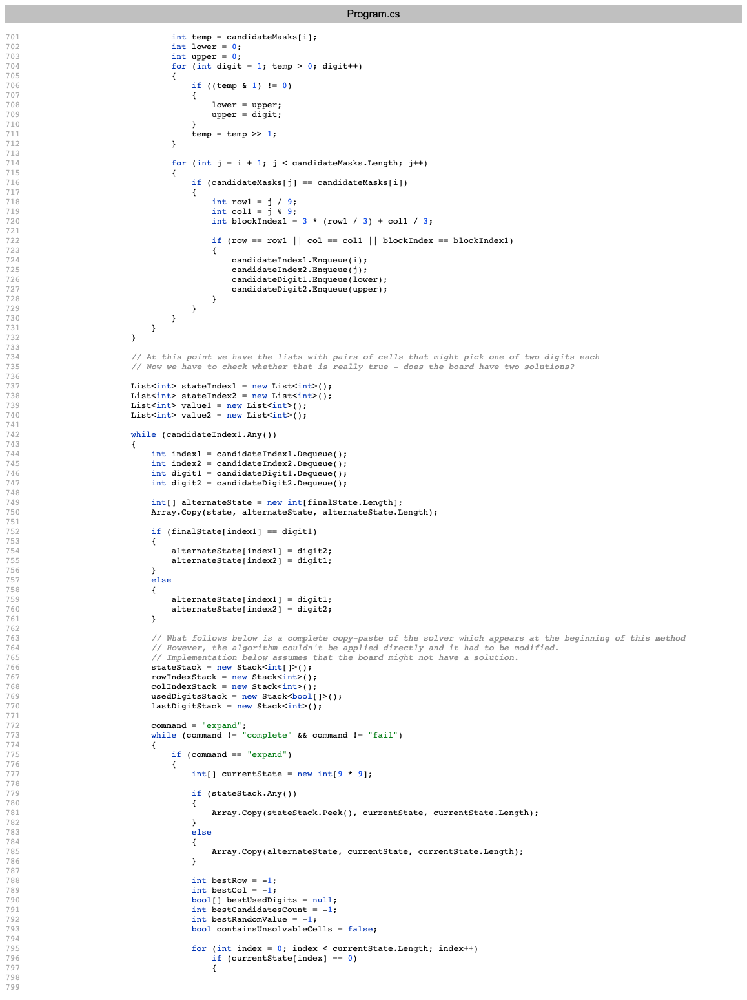 Program.cs
701                              int temp = candidateMasks[i];
702                              int lower = 0;
703                              int upper = 0;
704                              for (int digit = 1; temp > 0; digit++)
705                              {
706                                  if ((temp & 1) != 0)
707                                  {
708                                      lower = upper;
709                                      upper = digit;
710                                  }
711                                  temp = temp >> 1;
712                              }
713
714                              for (int j = i + 1; j < candidateMasks.Length; j++)
715                              {
716                                  if (candidateMasks[j] == candidateMasks[i])
717                                  {
718                                      int row1 = j / 9;
719                                      int col1 = j % 9;
720                                      int blockIndex1 = 3 * (row1 / 3) + col1 / 3;
721
722                                      if (row == row1 || col == col1 || blockIndex == blockIndex1)
723                                      {
724                                          candidateIndex1.Enqueue(i);
725                                          candidateIndex2.Enqueue(j);
726                                          candidateDigit1.Enqueue(lower);
727                                          candidateDigit2.Enqueue(upper);
728                                      }
729                                  }
730                              }
731                          }
732                      }
733
734                      // At this point we have the lists with pairs of cells that might pick one of two digits each
735                      // Now we have to check whether that is really true - does the board have two solutions?
736
737                      List<int> stateIndex1 = new List<int>();
738                      List<int> stateIndex2 = new List<int>();
739                      List<int> value1 = new List<int>();
740                      List<int> value2 = new List<int>();
741
742                      while (candidateIndex1.Any())
743                      {
744                          int index1 = candidateIndex1.Dequeue();
745                          int index2 = candidateIndex2.Dequeue();
746                          int digit1 = candidateDigit1.Dequeue();
747                          int digit2 = candidateDigit2.Dequeue();
748
749                          int[] alternateState = new int[finalState.Length];
750                          Array.Copy(state, alternateState, alternateState.Length);
751
752                          if (finalState[index1] == digit1)
753                          {
754                              alternateState[index1] = digit2;
755                              alternateState[index2] = digit1;
756                          }
757                          else
758                          {
759                              alternateState[index1] = digit1;
760                              alternateState[index2] = digit2;
761                          }
762
763                          // What follows below is a complete copy-paste of the solver which appears at the beginning of this method
764                          // However, the algorithm couldn't be applied directly and it had to be modified.
765                          // Implementation below assumes that the board might not have a solution.
766                          stateStack = new Stack<int[]>();
767                          rowIndexStack = new Stack<int>();
768                          colIndexStack = new Stack<int>();
769                          usedDigitsStack = new Stack<bool[]>();
770                          lastDigitStack = new Stack<int>();
771
772                          command = "expand";
773                          while (command != "complete" && command != "fail")
774                          {
775                              if (command == "expand")
776                              {
777                                  int[] currentState = new int[9 * 9];
778
779                                  if (stateStack.Any())
780                                  {
781                                      Array.Copy(stateStack.Peek(), currentState, currentState.Length);
782                                  }
783                                  else
784                                  {
785                                      Array.Copy(alternateState, currentState, currentState.Length);
786                                  }
787
788                                  int bestRow = -1;
789                                  int bestCol = -1;
790                                  bool[] bestUsedDigits = null;
791                                  int bestCandidatesCount = -1;
792                                  int bestRandomValue = -1;
793                                  bool containsUnsolvableCells = false;
794
795                                  for (int index = 0; index < currentState.Length; index++)
796                                      if (currentState[index] == 0)
797                                      {
798
799